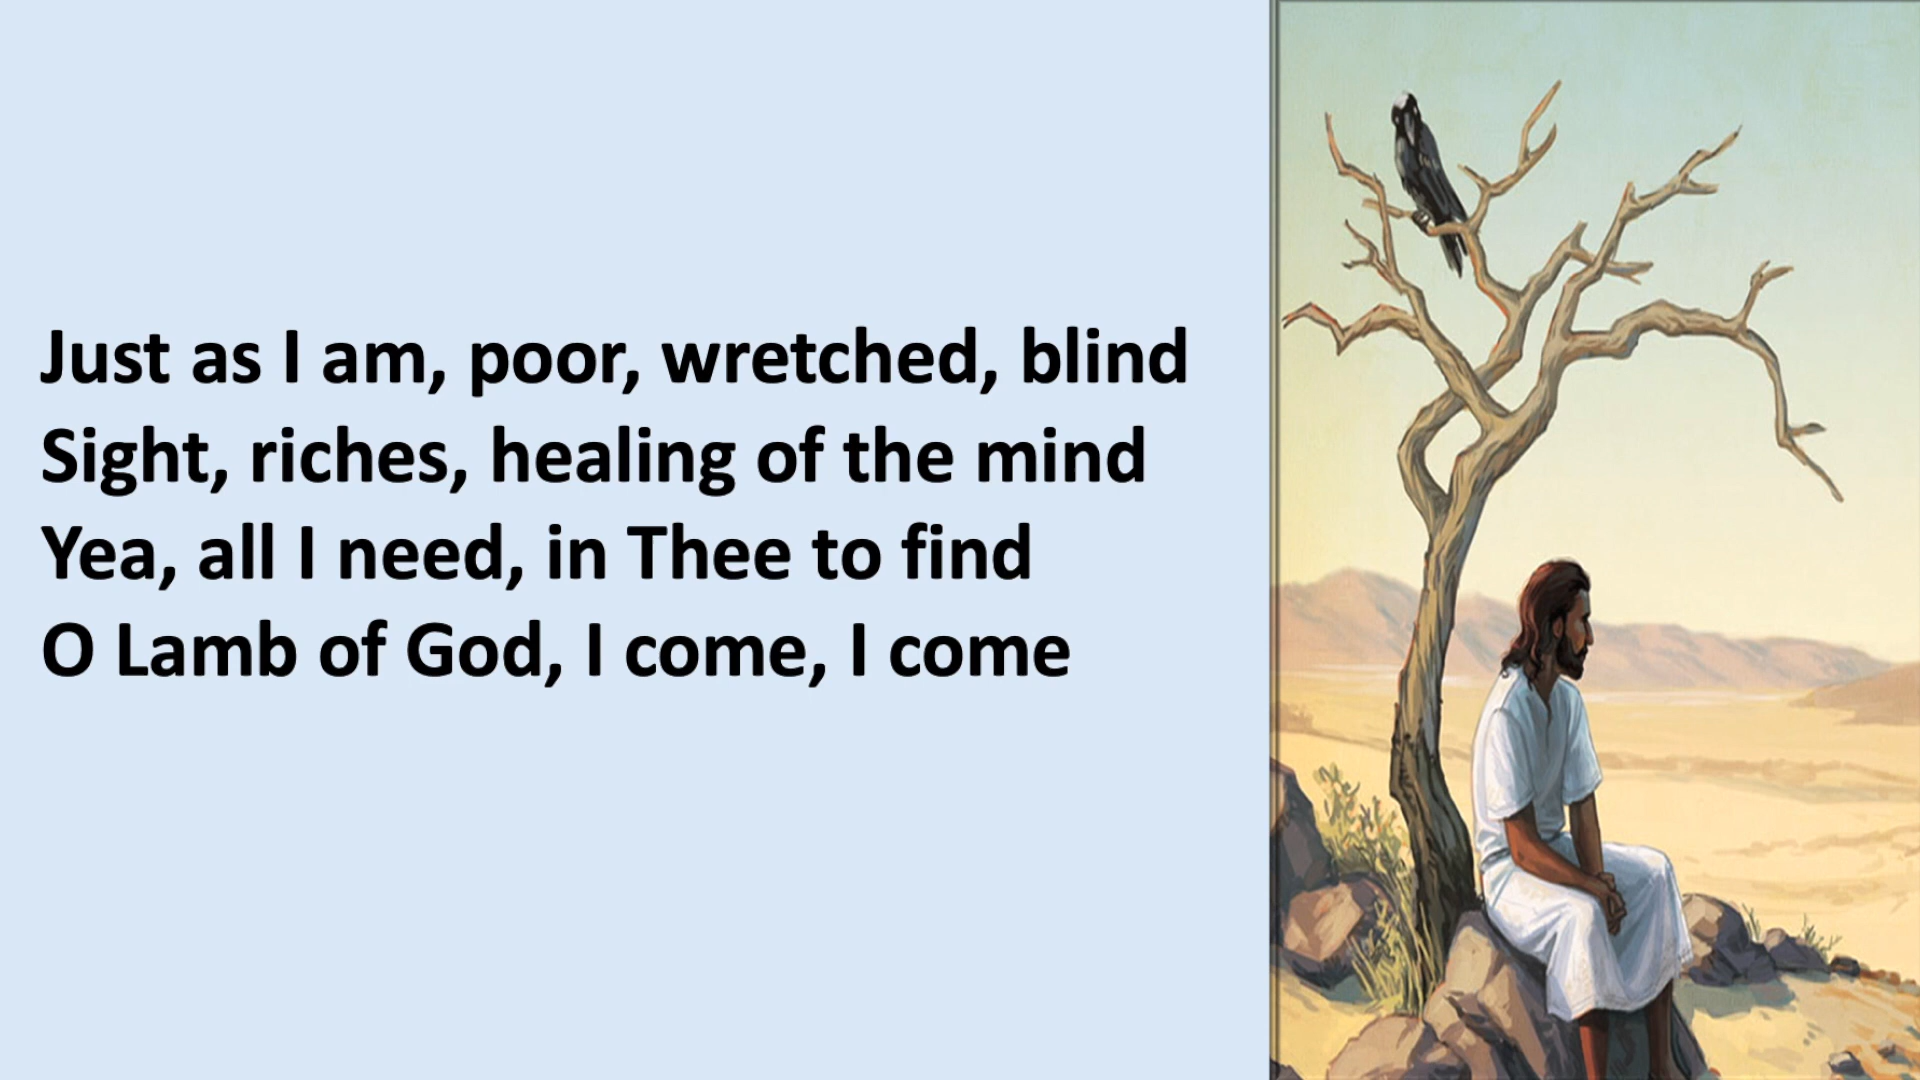 Just as I am, poor, wretched, blind
Sight, riches, healing of the mind
Yea, all I need, in Thee to find
O Lamb of God, I come, I come